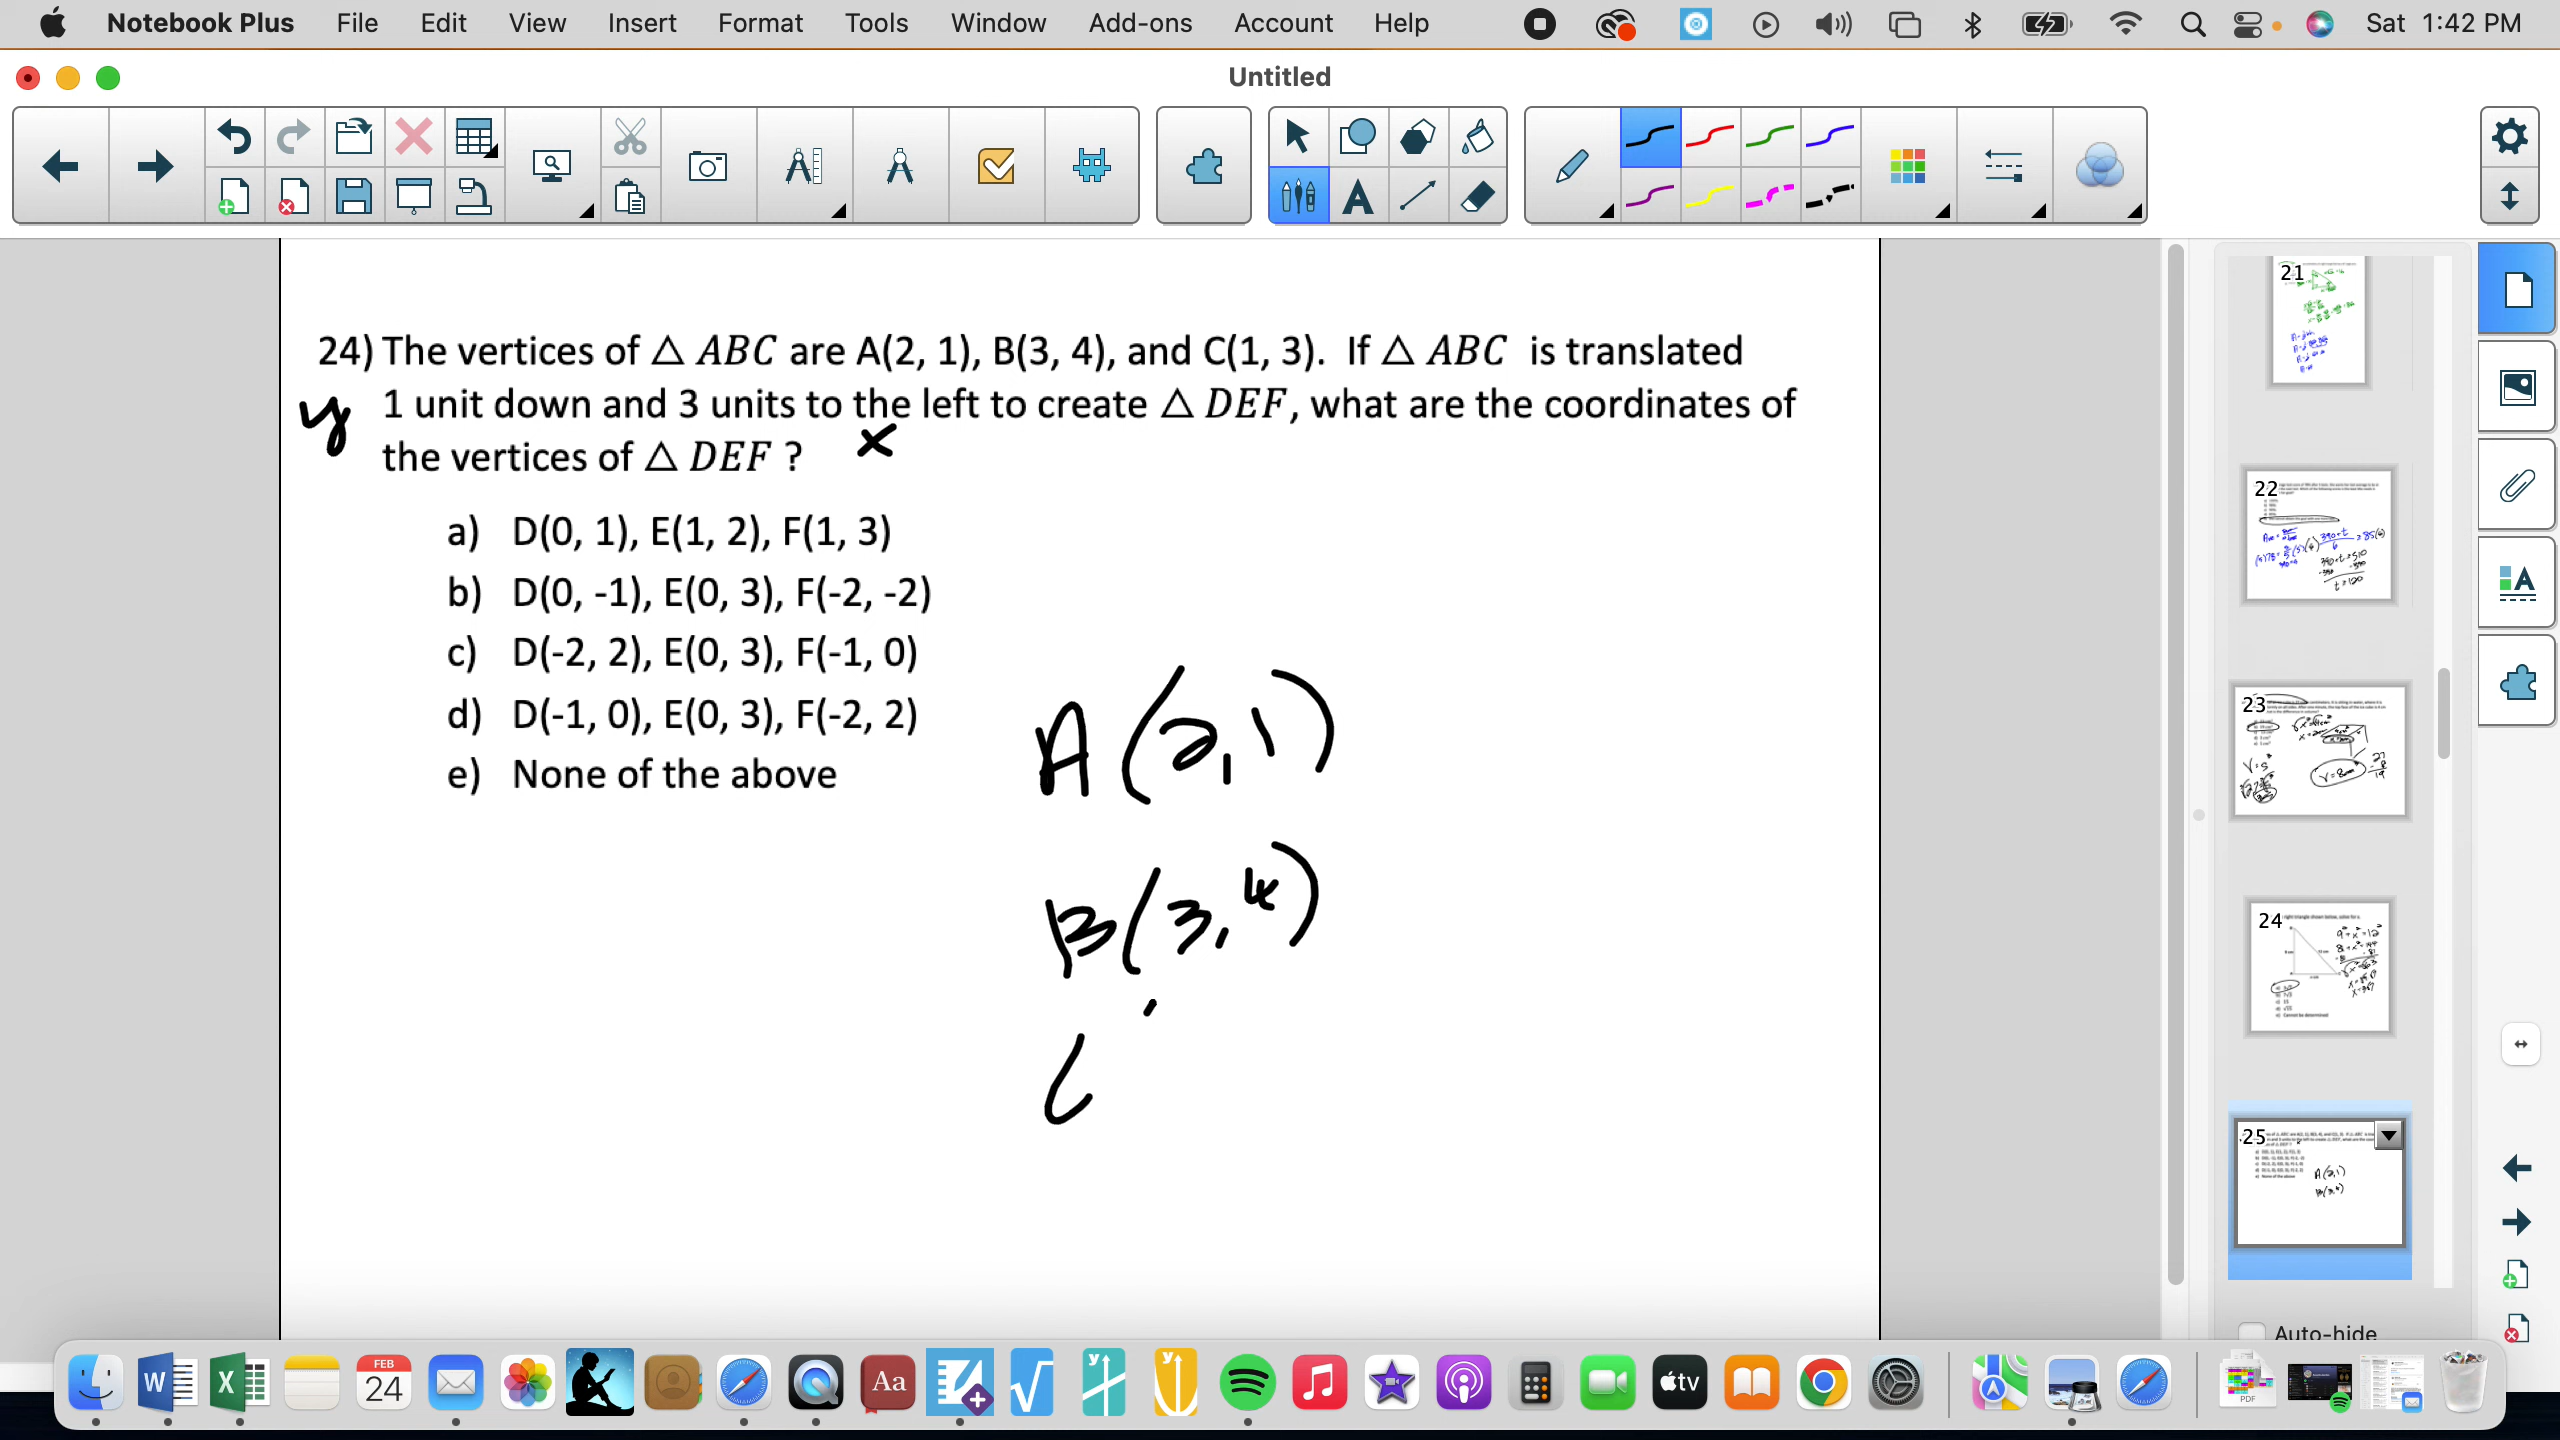 Notebook Plus File Edit View Insert Format Tools Window Add-ons Account Help Sat 1:42 PM
Untitled
24) The vertices of △ ABC are A(2, 1), B(3, 4), and C(1, 3). If △ ABC is translated
y 1 unit down and 3 units to the left to create △ DEF, what are the coordinates of
the vertices of △ DEF ? x
a) D(0, 1), E(1, 2), F(1, 3)
b) D(0, -1), E(0, 3), F(-2, -2)
c) D(-2, 2), E(0, 3), F(-1, 0)
d) D(-1, 0), E(0, 3), F(-2, 2)
e) None of the above
A(2,1)
B(3,4)
C
21
22
23
24
25
Auto-hide
FEB
24
W
X
Aa
tv
PDF